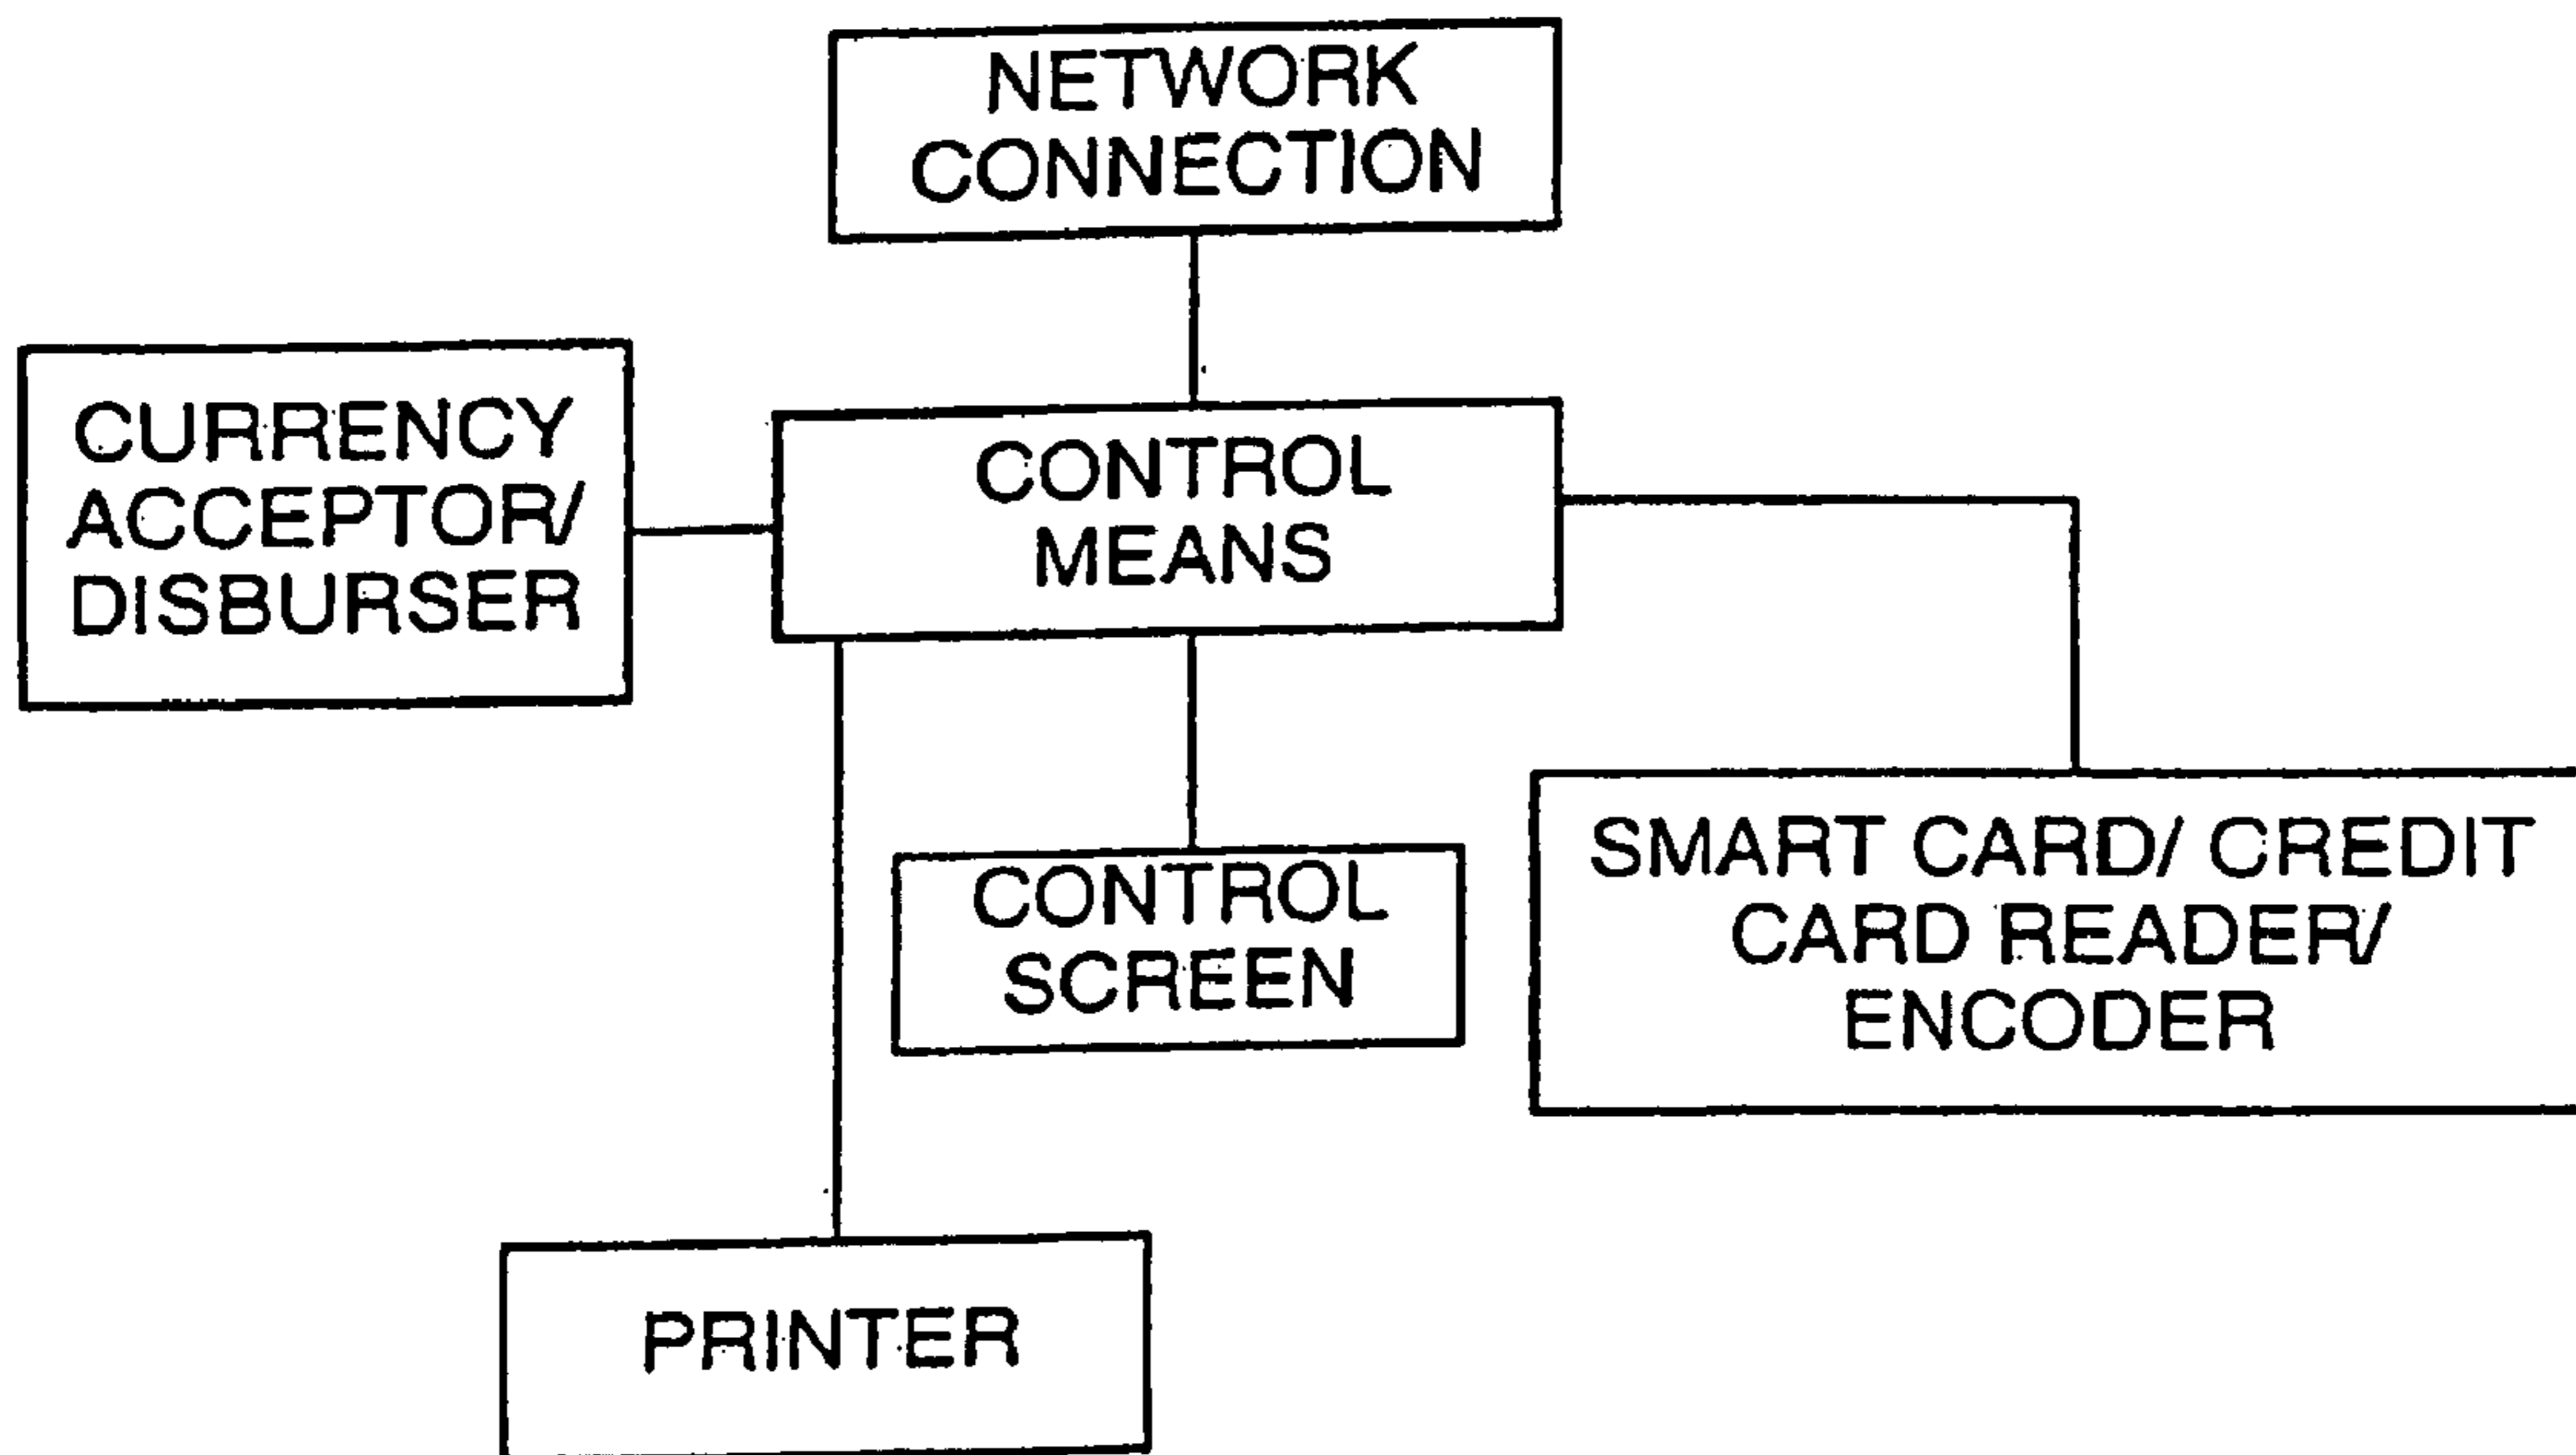 NETWORK
CONNECTION
CURRENCY
ACCEPTOR/
DISBURSER
CONTROL
MEANS
CONTROL
SCREEN
SMART CARD/ CREDIT
CARD READER/
ENCODER
PRINTER